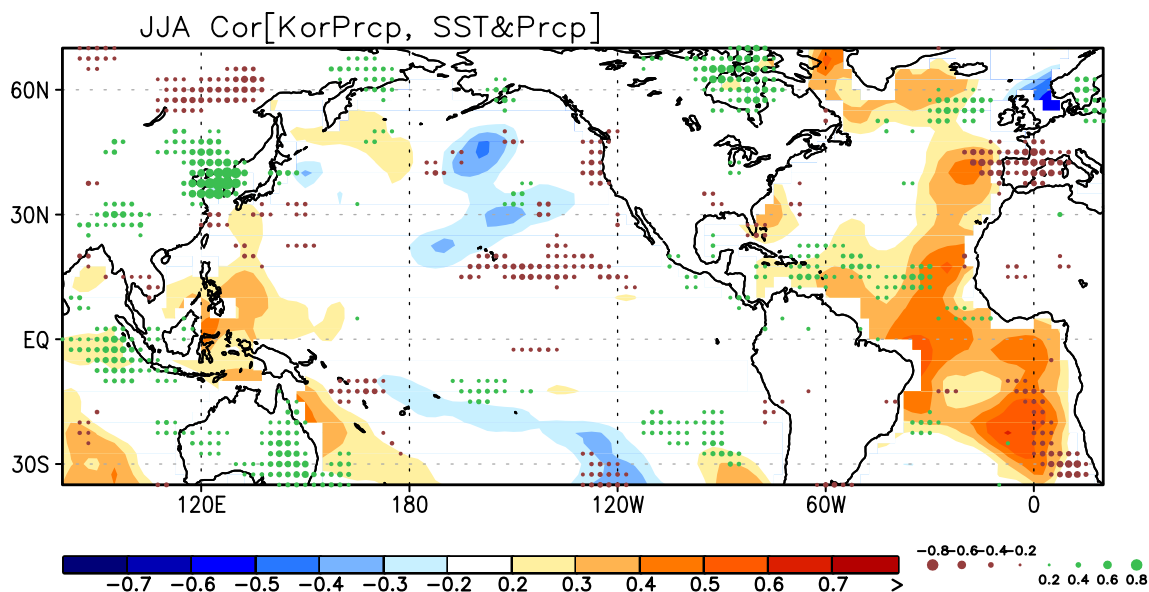 JJA Cor[KorPrcp, SST&Prcp]
60N
30N
EQ
30S
120E 180 120W 60W 0
−0.7 −0.6 −0.5 −0.4 −0.3 −0.2 0.2 0.3 0.4 0.5 0.6 0.7 >
−0.8 −0.6 −0.4 −0.2
0.2 0.4 0.6 0.8